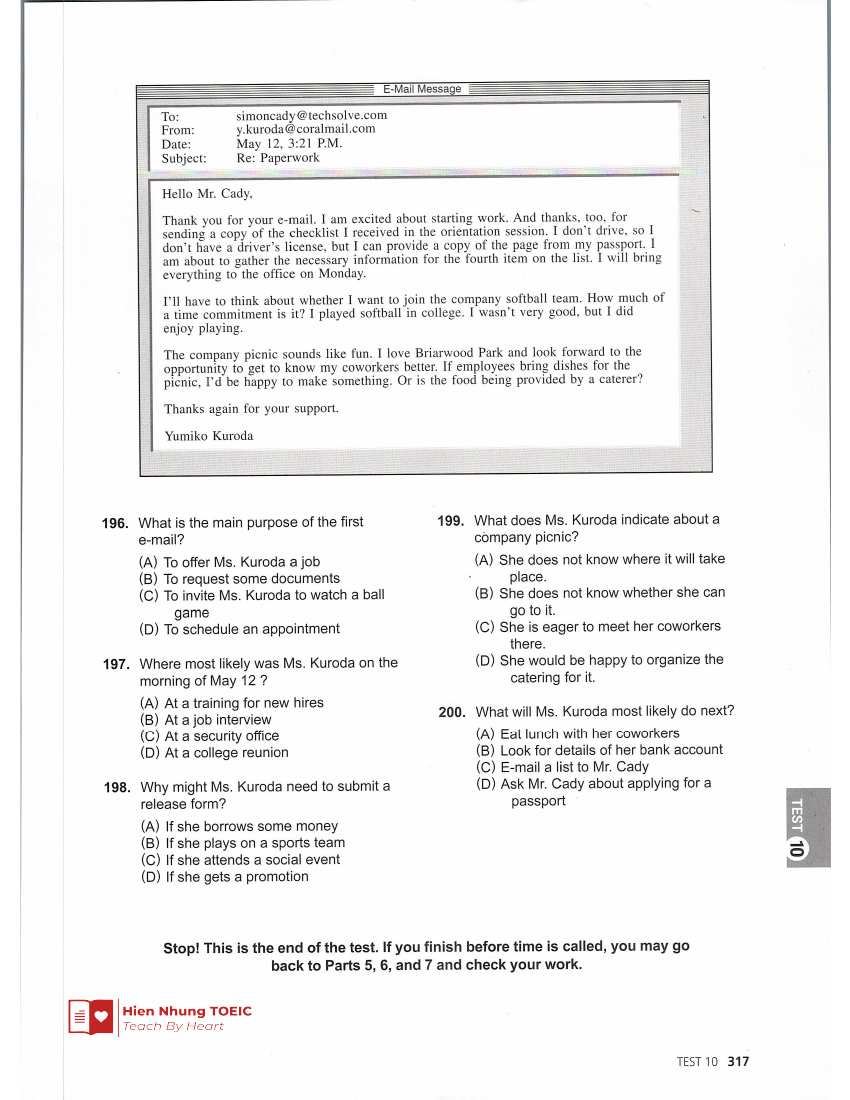 E-Mail Message
To: simoncady@techsolve.com
From: y.kuroda@coralmail.com
Date: May 12, 3:21 P.M.
Subject: Re: Paperwork
Hello Mr. Cady,
Thank you for your e-mail. I am excited about starting work. And thanks, too, for
sending a copy of the checklist I received in the orientation session. I don't drive, so I
don't have a driver's license, but I can provide a copy of the page from my passport. I
am about to gather the necessary information for the fourth item on the list. I will bring
everything to the office on Monday.
I'll have to think about whether I want to join the company softball team. How much of
a time commitment is it? I played softball in college. I wasn't very good, but I did
enjoy playing.
The company picnic sounds like fun. I love Briarwood Park and look forward to the
opportunity to get to know my coworkers better. If employees bring dishes for the
picnic, I'd be happy to make something. Or is the food being provided by a caterer?
Thanks again for your support.
Yumiko Kuroda
196. What is the main purpose of the first
e-mail?
(A) To offer Ms. Kuroda a job
(B) To request some documents
(C) To invite Ms. Kuroda to watch a ball
game
(D) To schedule an appointment
197. Where most likely was Ms. Kuroda on the
morning of May 12 ?
(A) At a training for new hires
(B) At a job interview
(C) At a security office
(D) At a college reunion
198. Why might Ms. Kuroda need to submit a
release form?
(A) If she borrows some money
(B) If she plays on a sports team
(C) If she attends a social event
(D) If she gets a promotion
199. What does Ms. Kuroda indicate about a
company picnic?
(A) She does not know where it will take
place.
(B) She does not know whether she can
go to it.
(C) She is eager to meet her coworkers
there.
(D) She would be happy to organize the
catering for it.
200. What will Ms. Kuroda most likely do next?
(A) Eat lunch with her coworkers
(B) Look for details of her bank account
(C) E-mail a list to Mr. Cady
(D) Ask Mr. Cady about applying for a
passport
TEST 10
Stop! This is the end of the test. If you finish before time is called, you may go
back to Parts 5, 6, and 7 and check your work.
Hien Nhung TOEIC
Teach By Heart
TEST 10 317